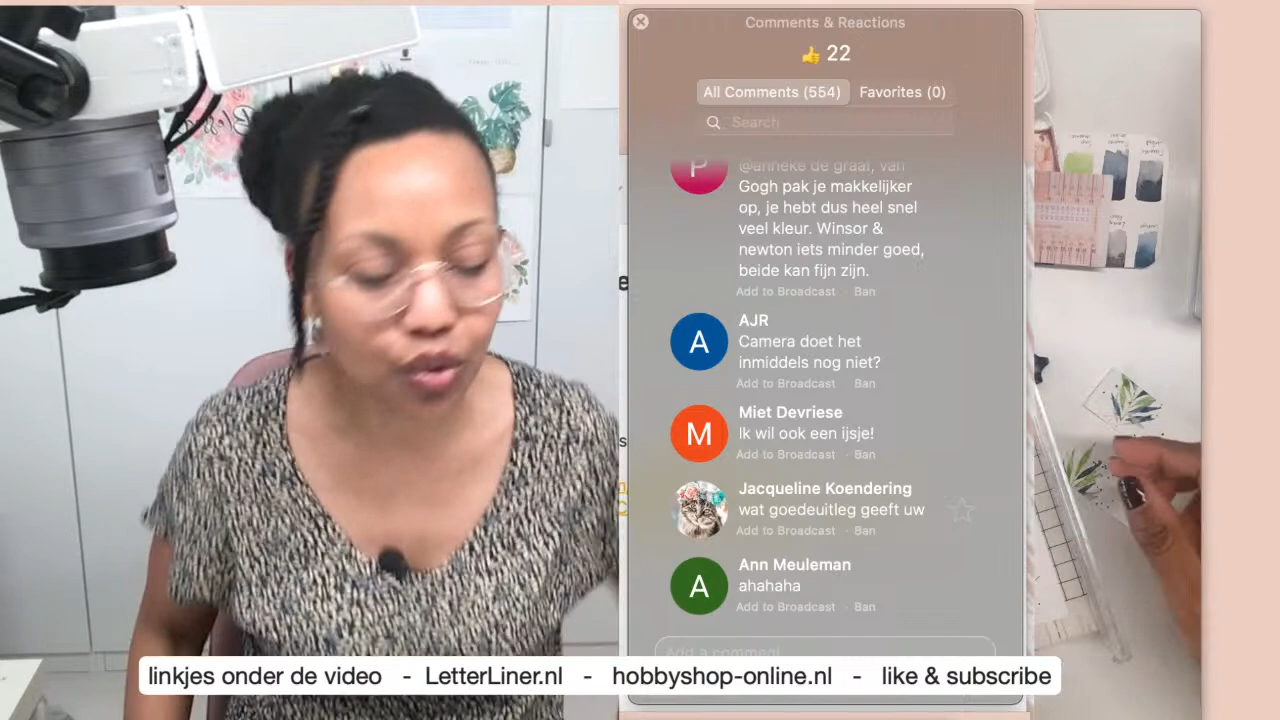 Comments & Reactions
👍 22
All Comments (554)
Favorites (0)
Search
@anneke de graaf, van
Gogh pak je makkelijker
op, je hebt dus heel snel
veel kleur. Winsor &
newton iets minder goed,
beide kan fijn zijn.
Add to Broadcast · Ban
AJR
Camera doet het
inmiddels nog niet?
Add to Broadcast · Ban
Miet Devriese
Ik wil ook een ijsje!
Add to Broadcast · Ban
Jacqueline Koendering
wat goedeuitleg geeft uw
Add to Broadcast · Ban
A
Ann Meuleman
ahahaha
Add to Broadcast · Ban
Add a comment
linkjes onder de video - LetterLiner.nl - hobbyshop-online.nl - like & subscribe